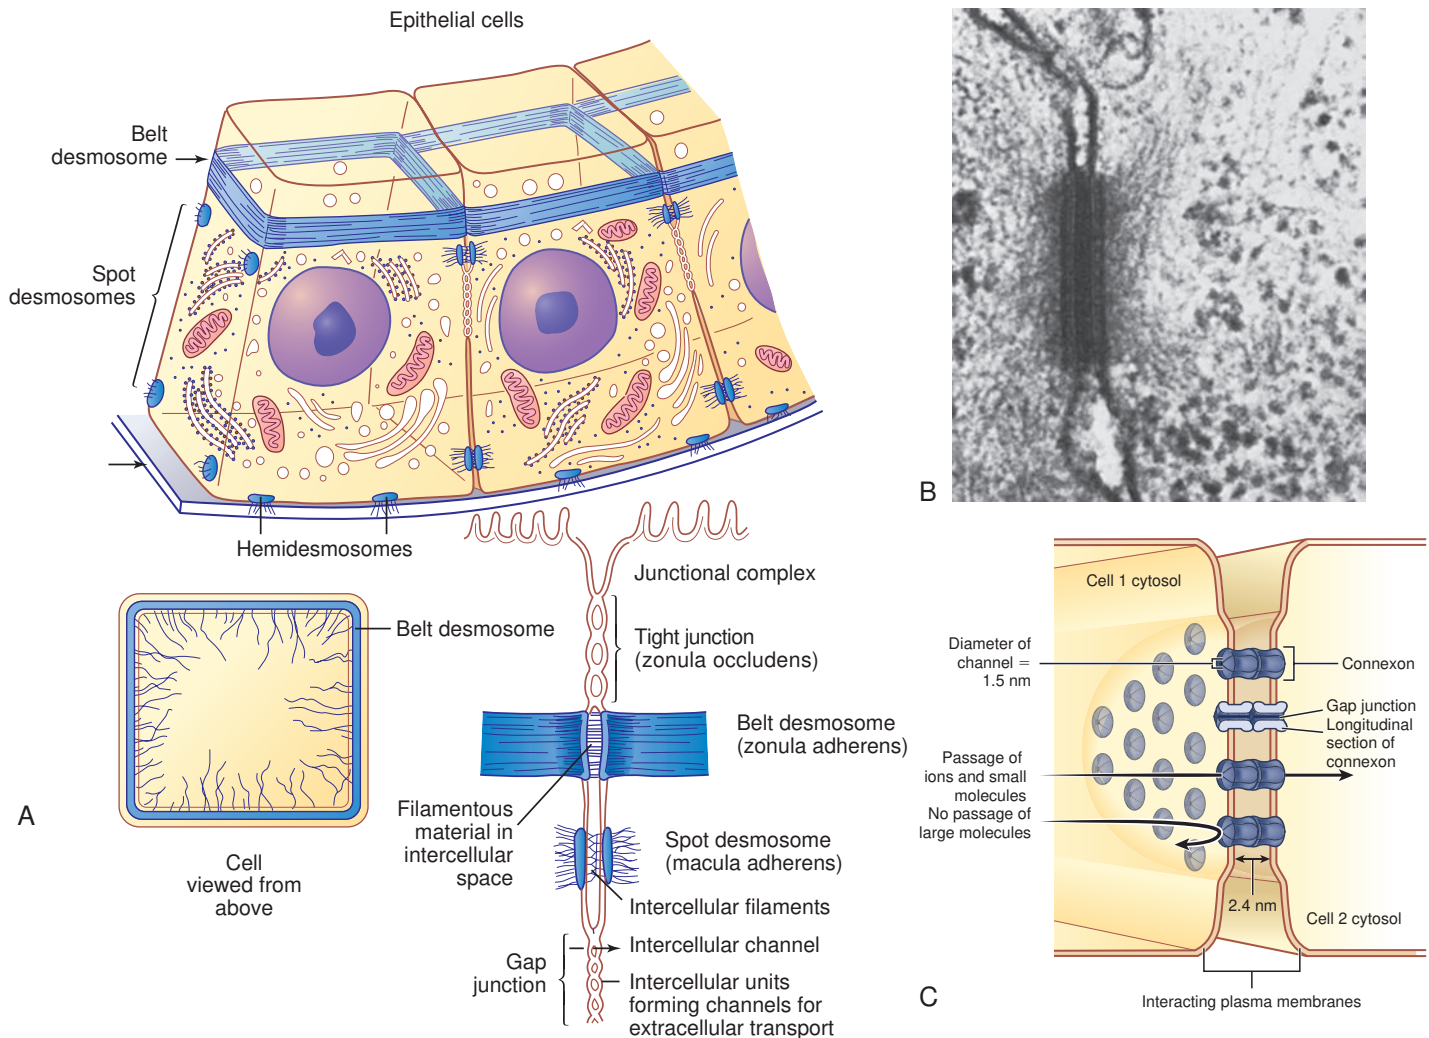 Epithelial cells
Belt
desmosome
Spot
desmosomes
Hemidesmosomes
Belt desmosome
Cell
viewed from
above
A
Junctional complex
Tight junction
(zonula occludens)
Belt desmosome
(zonula adherens)
Filamentous
material in
intercellular
space
Spot desmosome
(macula adherens)
Intercellular filaments
Gap
junction
Intercellular channel
Intercellular units
forming channels for
extracellular transport
B
Cell 1 cytosol
Diameter of
channel =
1.5 nm
Connexon
Gap junction
Longitudinal
section of
connexon
Passage of
ions and small
molecules
No passage of
large molecules
2.4 nm
Cell 2 cytosol
Interacting plasma membranes
C